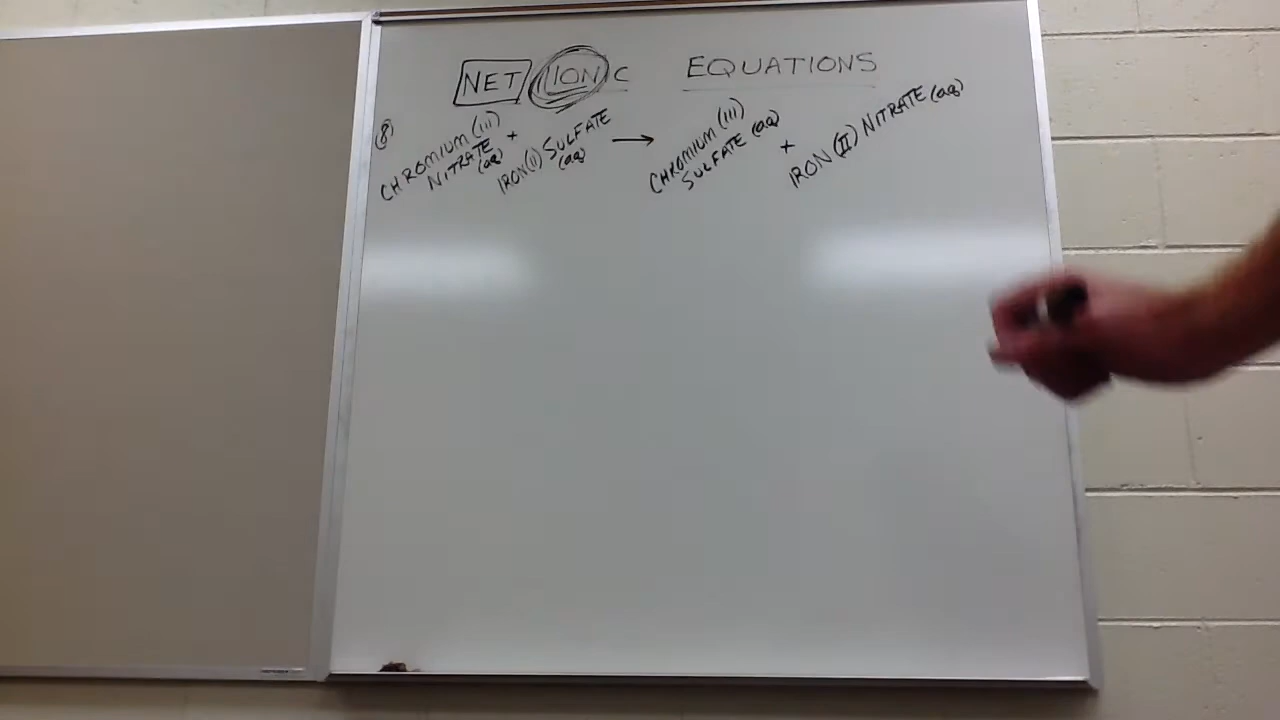 NET IONIC EQUATIONS
(8)
CHROMIUM (III) + IRON(II) SULFATE → CHROMIUM (III) + IRON (II) NITRATE (aq)
NITRATE (aq) (aq) SULFATE (aq)